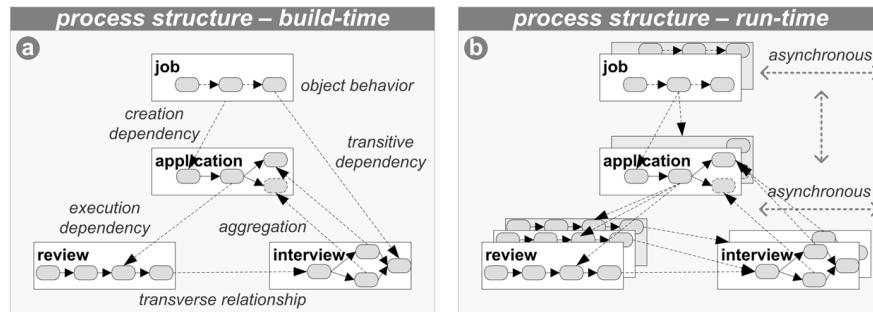 process structure – build-time
a
job
object behavior
creation
dependency
transitive
dependency
application
execution
dependency
aggregation
review
interview
transverse relationship
process structure – run-time
b
asynchronous
job
application
asynchronous
review
interview